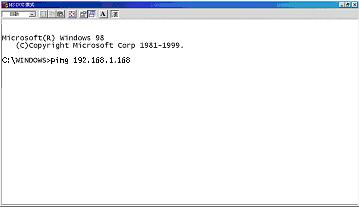 Microsoft(R) Windows 98
(C)Copyright Microsoft Corp 1981-1999.
C:\WINDOWS>ping 192.168.1.168